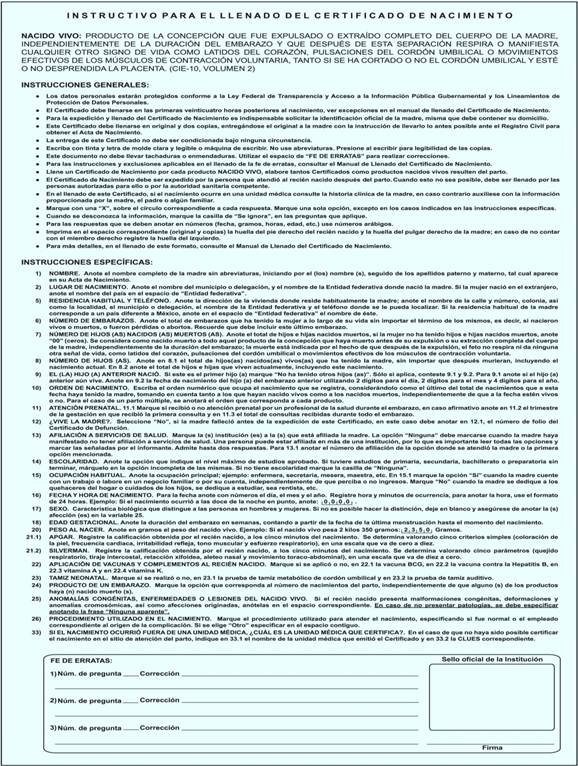 INSTRUCTIVO PARA EL LLENADO DEL CERTIFICADO DE NACIMIENTO
NACIDO VIVO: PRODUCTO DE LA CONCEPCIÓN QUE FUE EXPULSADO O EXTRAÍDO COMPLETO DEL CUERPO DE LA MADRE,
INDEPENDIENTEMENTE DE LA DURACIÓN DEL EMBARAZO Y QUE DESPUÉS DE ESTA SEPARACIÓN RESPIRA O MANIFIESTA
CUALQUIER OTRO SIGNO DE VIDA COMO LATIDOS DEL CORAZÓN, PULSACIONES DEL CORDÓN UMBILICAL O MOVIMIENTOS
EFECTIVOS DE LOS MÚSCULOS DE CONTRACCIÓN VOLUNTARIA, TANTO SI SE HA CORTADO O NO EL CORDÓN UMBILICAL Y ESTÉ
O NO DESPRENDIDA LA PLACENTA. (CIE-10, VOLUMEN 2)
INSTRUCCIONES GENERALES:
● Los datos personales estarán protegidos conforme a la Ley Federal de Transparencia y Acceso a la Información Pública Gubernamental y los Lineamientos de
Protección de Datos Personales.
● El Certificado debe llenarse en las primeras veinticuatro horas posteriores al nacimiento, ver excepciones en el manual de llenado del Certificado de Nacimiento.
● Para la expedición y llenado del Certificado de Nacimiento es indispensable solicitar la identificación oficial de la madre, misma que debe contener su domicilio.
● Este Certificado debe llenarse en original y dos copias, entregándose el original a la madre con la instrucción de llevarlo lo antes posible ante el Registro Civil para
obtener el Acta de Nacimiento.
● La entrega de este Certificado no debe ser condicionada bajo ninguna circunstancia.
● Escriba con tinta y letra de molde clara y legible o máquina de escribir. No use abreviaturas. Presione al escribir para legibilidad de las copias.
● Este documento no debe llevar tachaduras o enmendaduras. Utilizar el espacio de "FE DE ERRATAS" para realizar correcciones.
● Para las instrucciones y exclusiones aplicables en el llenado de la fe de erratas, consultar el Manual de Llenado del Certificado de Nacimiento.
● Llene un Certificado de Nacimiento por cada producto NACIDO VIVO, elabore tantos Certificados como productos nacidos vivos resulten del parto.
● El Certificado de Nacimiento debe ser expedido por la persona que atendió al recién nacido después del parto. Cuando esto no sea posible, debe ser llenado por las
personas autorizadas para ello o por la autoridad sanitaria competente.
● En el llenado de este Certificado, si el nacimiento ocurre en una unidad médica consulte la historia clínica de la madre, en caso contrario auxíliese con la información
proporcionada por la madre, el padre o algún familiar.
● Marque con una "X", sobre el círculo correspondiente a cada respuesta. Marque una sola opción, excepto en los casos indicados en las instrucciones específicas.
● Cuando se desconozca la información, marque la casilla de "Se ignora", en las preguntas que aplique.
● Para las respuestas que se deben anotar en números (fecha, gramos, horas, edad, etc.) use números arábigos.
● Imprima en el espacio correspondiente (original y copias) la huella del pie derecho del recién nacido y la huella del pulgar derecho de la madre; en caso de no contar
con el miembro derecho registre la huella del izquierdo.
● Para más detalles, en el llenado de este formato, consulte el Manual de Llenado del Certificado de Nacimiento.
INSTRUCCIONES ESPECÍFICAS:
1) NOMBRE. Anote el nombre completo de la madre sin abreviaturas, iniciando por el (los) nombre (s), seguido de los apellidos paterno y materno, tal cual aparece
en su Acta de Nacimiento.
2) LUGAR DE NACIMIENTO. Anote el nombre del municipio o delegación, y el nombre de la Entidad federativa donde nació la madre. Si la mujer nació en el extranjero,
anote el nombre del país en el espacio de "Entidad federativa".
5) RESIDENCIA HABITUAL Y TELÉFONO. Anote la dirección de la vivienda donde reside habitualmente la madre; anote el nombre de la calle y número, colonia, así
como la localidad, el municipio o delegación, el nombre de la Entidad federativa y el teléfono donde se le pueda localizar. Si la residencia habitual de la madre
corresponde a un país diferente a México, anote en el espacio de "Entidad federativa" el nombre de éste.
6) NÚMERO DE EMBARAZOS. Anote el total de embarazos que ha tenido la mujer a lo largo de su vida sin importar el término de los mismos, es decir, si nacieron
vivos o muertos, o fueron pérdidas o abortos. Recuerde que debe incluir este último embarazo.
7) NÚMERO DE HIJOS (AS) NACIDOS (AS) MUERTOS (AS). Anote el total de hijos e hijas nacidos muertos, si la mujer no ha tenido hijos e hijas nacidos muertos, anote
"00" (ceros). Se considera como nacido muerto a todo aquel producto de la concepción que haya muerto antes de su expulsión o su extracción completa del cuerpo
de la madre, independientemente de la duración del embarazo; la muerte está indicada por el hecho de que después de la expulsión, el feto no respira ni da ninguna
otra señal de vida, como latidos del corazón, pulsaciones del cordón umbilical o movimientos efectivos de los músculos de contracción voluntaria.
8) NÚMERO DE HIJOS (AS). Anote en 8.1 el total de hijos(as) nacidos(as) vivos(as) que ha tenido la madre, sin importar que después murieran, incluyendo el
nacimiento actual. En 8.2 anote el total de hijos e hijas que viven actualmente, incluyendo este nacimiento.
9) EL (LA) HIJO (A) ANTERIOR NACIÓ. Si este es el primer hijo (a) marque "No ha tenido otros hijos (as)". Sólo si aplica, conteste 9.1 y 9.2. Para 9.1 anote si el hijo (a)
anterior aún vive. Anote en 9.2 la fecha de nacimiento del hijo (a) del embarazo anterior utilizando 2 dígitos para el día, 2 dígitos para el mes y 4 dígitos para el año.
10) ORDEN DE NACIMIENTO. Escriba el orden numérico que ocupa el nacimiento que se registra, considerándolo como el último del total de nacimientos que a esta
fecha haya tenido la madre, tomando en cuenta tanto a los que hayan nacido vivos como a los nacidos muertos, independientemente de que a la fecha estén vivos
o no. Para el caso de un parto múltiple, se anotará el orden que corresponda a cada producto.
11) ATENCIÓN PRENATAL. 11.1 Marque si recibió o no atención prenatal por un profesional de la salud durante el embarazo, en caso afirmativo anote en 11.2 el trimestre
de la gestación en que recibió la primera consulta y en 11.3 el total de consultas recibidas durante todo el embarazo.
12) ¿VIVE LA MADRE?. Seleccione "No", si la madre falleció antes de la expedición de este Certificado, en este caso debe anotar en 12.1, el número de folio del
Certificado de Defunción.
13) AFILIACIÓN A SERVICIOS DE SALUD. Marque la (s) institución (es) a la (s) que está afiliada la madre. La opción "Ninguna" debe marcarse cuando la madre haya
manifestado no tener afiliación a servicios de salud. Una persona puede estar afiliada en más de una institución, por lo que es importante leer todas las opciones y
marcar las señaladas por el informante. Admite hasta dos respuestas. Para 13.1 anotar el número de afiliación de la opción donde se atendió la madre o la primera
opción mencionada.
14) ESCOLARIDAD. Anote la opción que indique el nivel máximo de estudios aprobado. Si tuviere estudios de primaria, secundaria, bachillerato o preparatoria sin
terminar, márquelo en la opción incompleta de las mismas. Si no tiene escolaridad marque la casilla de "Ninguna".
15) OCUPACIÓN HABITUAL. Anote la ocupación principal; ejemplo: enfermera, secretaria, mesera, maestra, etc. En 15.1 marque la opción "Sí" cuando la madre cuente
con un trabajo o labore en un negocio familiar o por su cuenta, independientemente de que perciba o no ingresos. Marque "No" cuando la madre se dedique a los
quehaceres del hogar o cuidados de los hijos, se dedique a estudiar, sea rentista, etc.
16) FECHA Y HORA DE NACIMIENTO. Para la fecha anote con números el día, el mes y el año. Registre hora y minutos de ocurrencia, para anotar la hora, use el formato
de 24 horas. Ejemplo: Si el nacimiento ocurrió a las dos de la noche en punto, anote:
17) SEXO. Característica biológica que distingue a las personas en hombres y mujeres. Si no es posible hacer la distinción, deje en blanco y asegúrese de anotar la (s)
afección (es) en la variable 25.
18) EDAD GESTACIONAL. Anote la duración del embarazo en semanas, contando a partir de la fecha de la última menstruación hasta el momento del nacimiento.
20) PESO AL NACER. Anote en gramos el peso del nacido vivo. Ejemplo: Si el nacido vivo pesa 2 kilos 350 gramos: 2,3,5,0, Gramos.
21.1) APGAR. Registre la calificación obtenida por el recién nacido, a los cinco minutos del nacimiento. Se determina valorando cinco criterios simples (coloración de
la piel, frecuencia cardiaca, irritabilidad refleja, tono muscular y esfuerzo respiratorio), en una escala que va de cero a diez.
21.2) SILVERMAN. Registre la calificación obtenida por el recién nacido, a los cinco minutos del nacimiento. Se determina valorando cinco parámetros (quejido
respiratorio, tiraje intercostal, retacción xifoidea, aleteo nasal y movimiento toraco-abdominal), en una escala que va de diez a cero.
22) APLICACIÓN DE VACUNAS Y COMPLEMENTOS AL RECIÉN NACIDO. Marque si se aplicó o no, en 22.1 la vacuna BCG, en 22.2 la vacuna contra la Hepatitis B, en
22.3 vitamina A y en 22.4 vitamina K.
23) TAMIZ NEONATAL. Marque si se realizó o no, en 23.1 la prueba de tamiz metabólico de cordón umbilical y en 23.2 la prueba de tamiz auditivo.
24) PRODUCTO DE UN EMBARAZO. Marque la opción que corresponda al número de nacimientos del parto, independientemente de que alguno (s) de los productos
haya (n) nacido muerto (s).
25) ANOMALÍAS CONGÉNITAS, ENFERMEDADES O LESIONES DEL NACIDO VIVO. Si el recién nacido presenta malformaciones congénitas, deformaciones y
anomalías cromosómicas, así como afecciones originadas, anótelas en el espacio correspondiente. En caso de no presentar patologías, se debe especificar
anotando la frase "Ninguna aparente".
26) PROCEDIMIENTO UTILIZADO EN EL NACIMIENTO. Marque el procedimiento utilizado para atender el nacimiento, especificando si fue normal o el empleado
correspondiente al origen de la complicación. Si se elige "Otro" especificar en el espacio contiguo.
33) SI EL NACIMIENTO OCURRIÓ FUERA DE UNA UNIDAD MÉDICA, ¿CUÁL ES LA UNIDAD MÉDICA QUE CERTIFICA?. En el caso de que no haya sido posible certificar
el nacimiento en el sitio de atención del parto, indique en 33.1 el nombre de la unidad médica que emitió el Certificado y en 33.2 la CLUES correspondiente.
FE DE ERRATAS:
1) Núm. de pregunta ____ Corrección
2) Núm. de pregunta ____ Corrección
3) Núm. de pregunta ____ Corrección
Sello oficial de la Institución
Firma